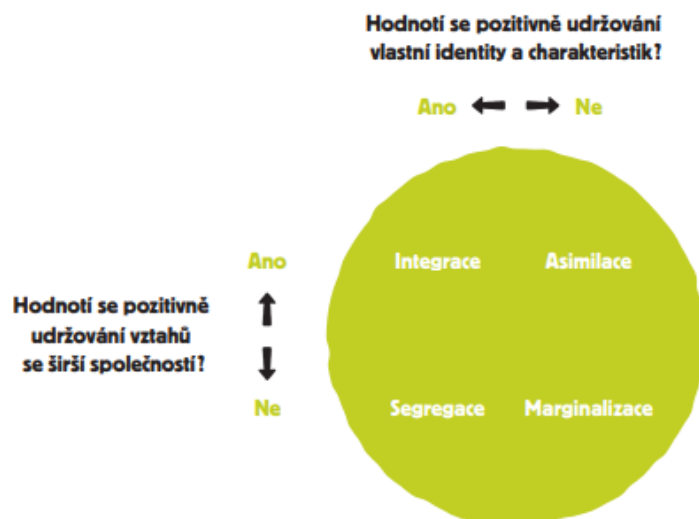 Hodnotí se pozitivně udržování
vlastní identity a charakteristik?
Ano Ne
Ano
Integrace Asimilace
Hodnotí se pozitivně
udržování vztahů
se širší společností?
Ne
Segregace Marginalizace